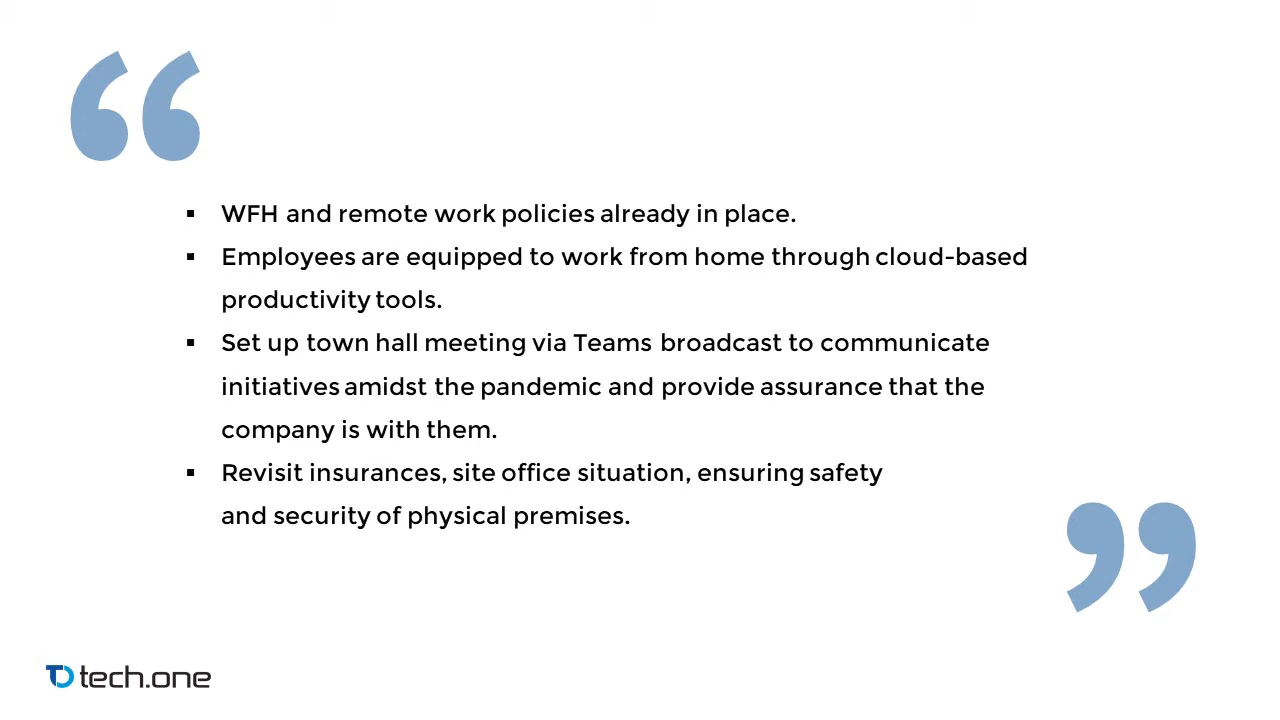 “
▪ WFH and remote work policies already in place.
▪ Employees are equipped to work from home through cloud-based
productivity tools.
▪ Set up town hall meeting via Teams broadcast to communicate
initiatives amidst the pandemic and provide assurance that the
company is with them.
▪ Revisit insurances, site office situation, ensuring safety
and security of physical premises.
”
tech.one